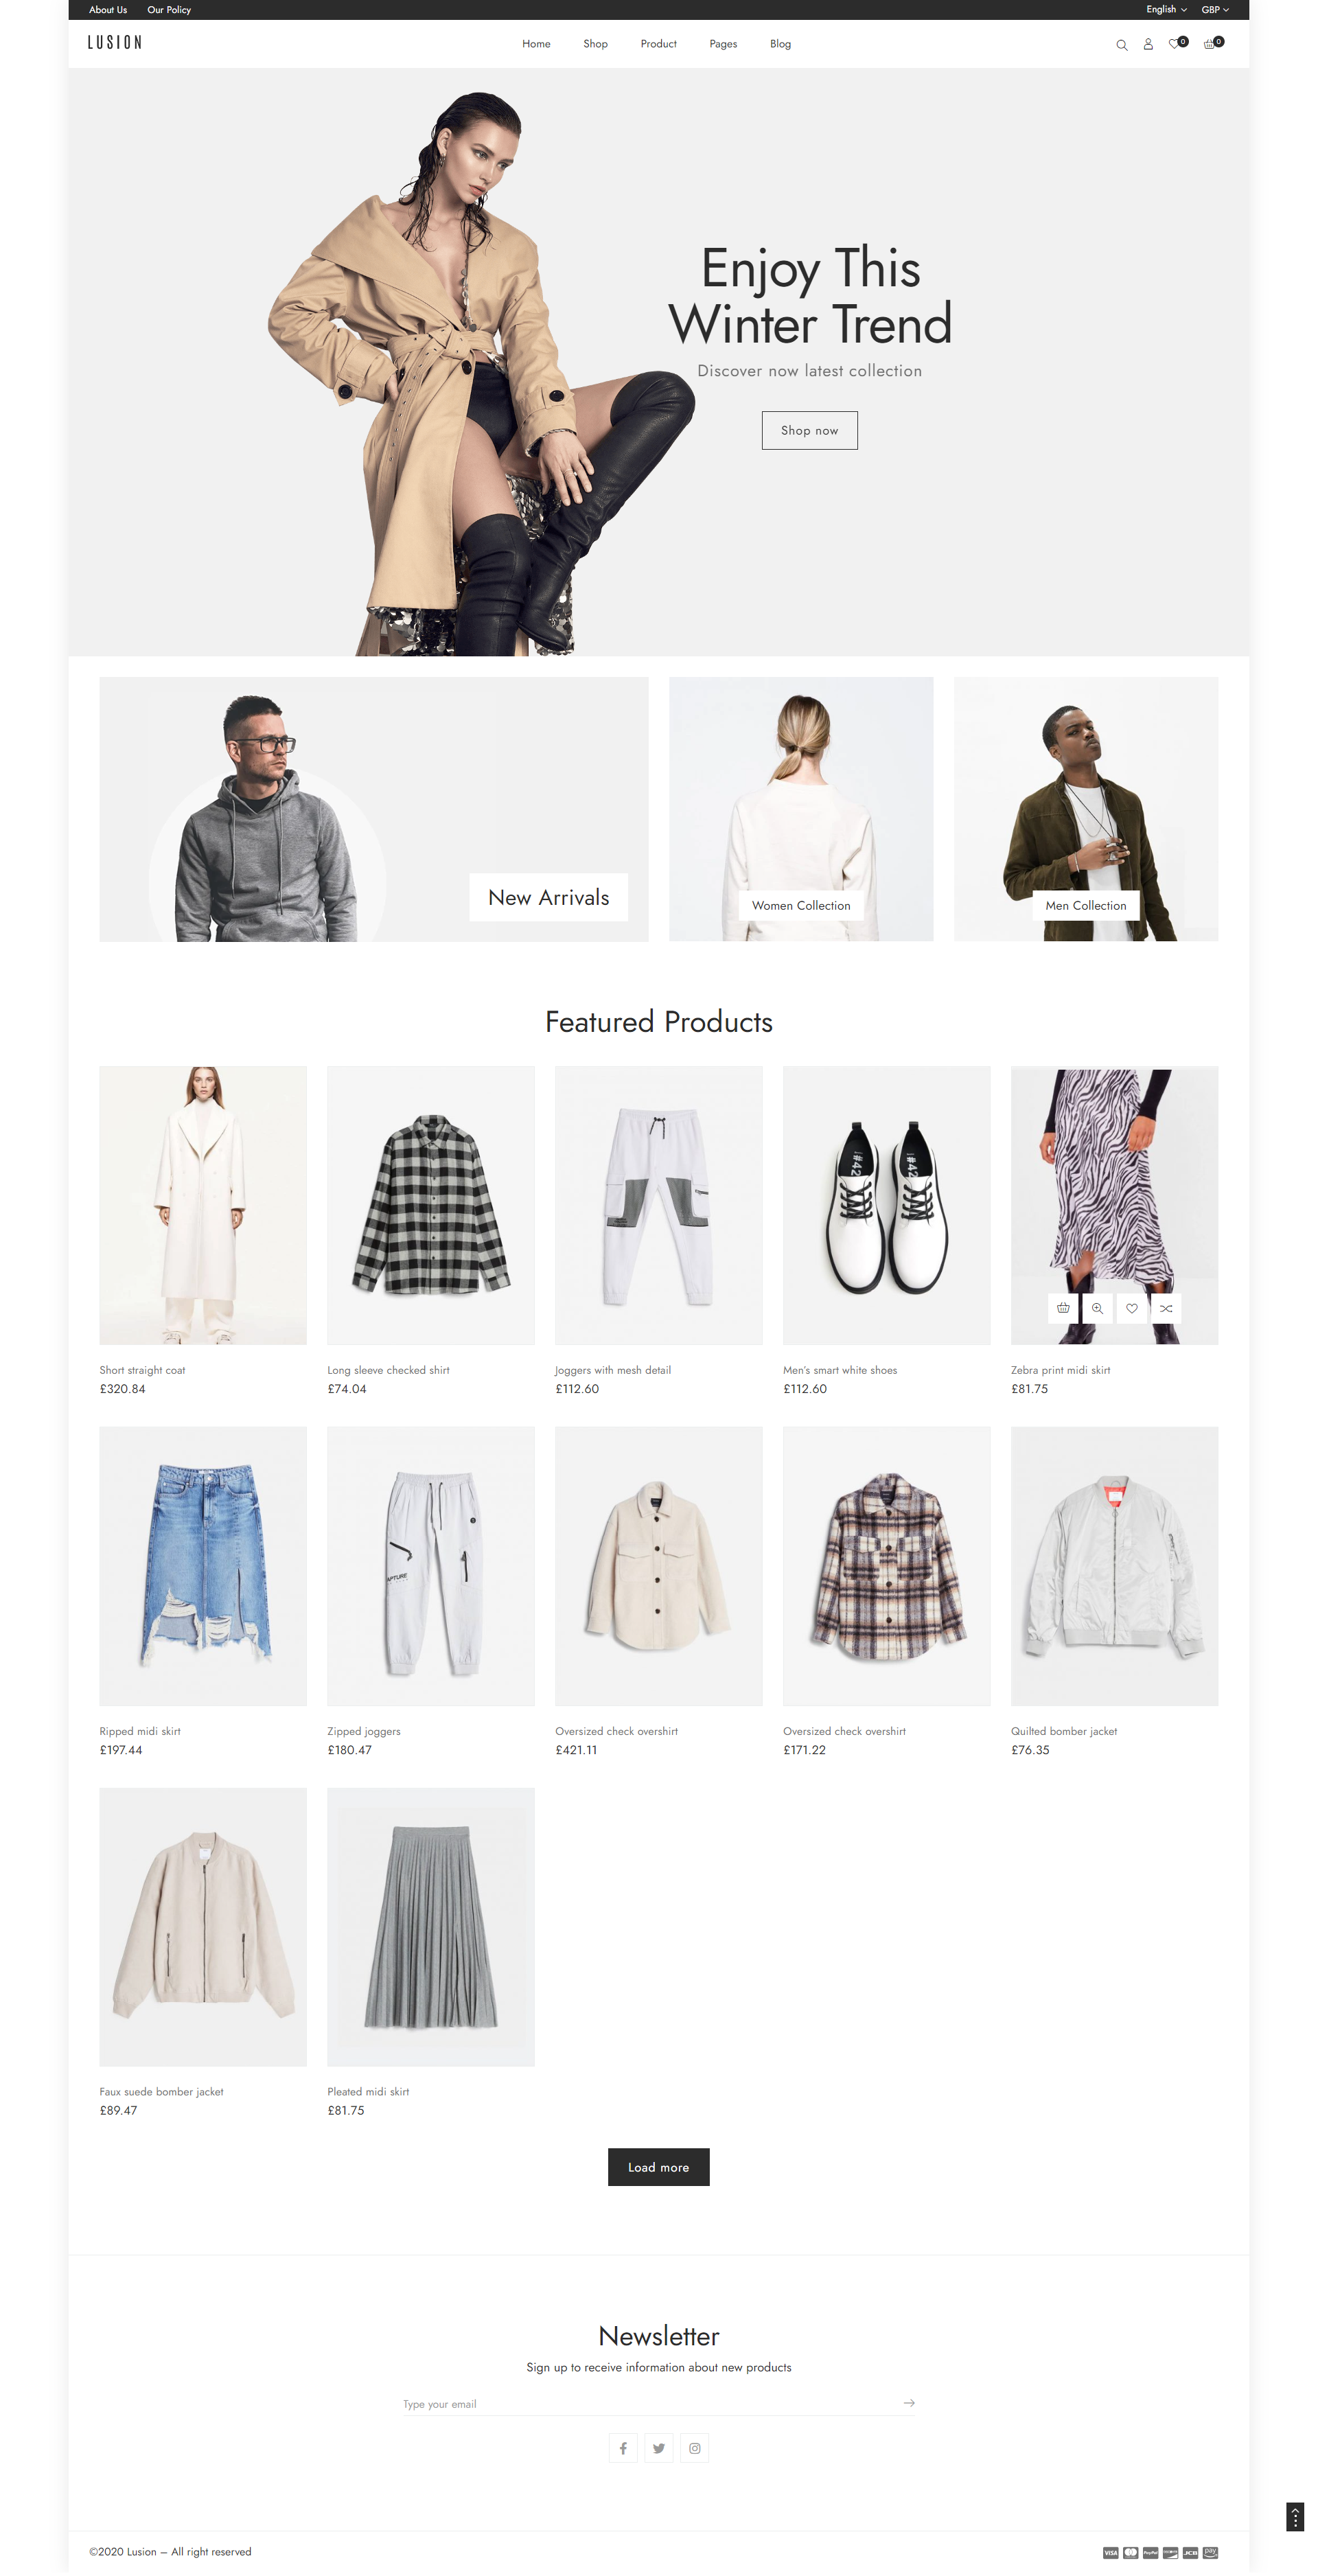 About Us Our Policy English GBP
LUSION Home Shop Product Pages Blog 0 0
Enjoy This
Winter Trend
Discover now latest collection
Shop now
New Arrivals
Women Collection
Men Collection
Featured Products
#42 #42
Short straight coat
£320.84
Long sleeve checked shirt
£74.04
Joggers with mesh detail
£112.60
Men's smart white shoes
£112.60
Zebra print midi skirt
£81.75
Ripped midi skirt
£197.44
Zipped joggers
£180.47
Oversized check overshirt
£421.11
Oversized check overshirt
£171.22
Quilted bomber jacket
£76.35
Faux suede bomber jacket
£89.47
Pleated midi skirt
£81.75
Load more
Newsletter
Sign up to receive information about new products
Type your email
©2020 Lusion – All right reserved
VISA PayPal JCB pay